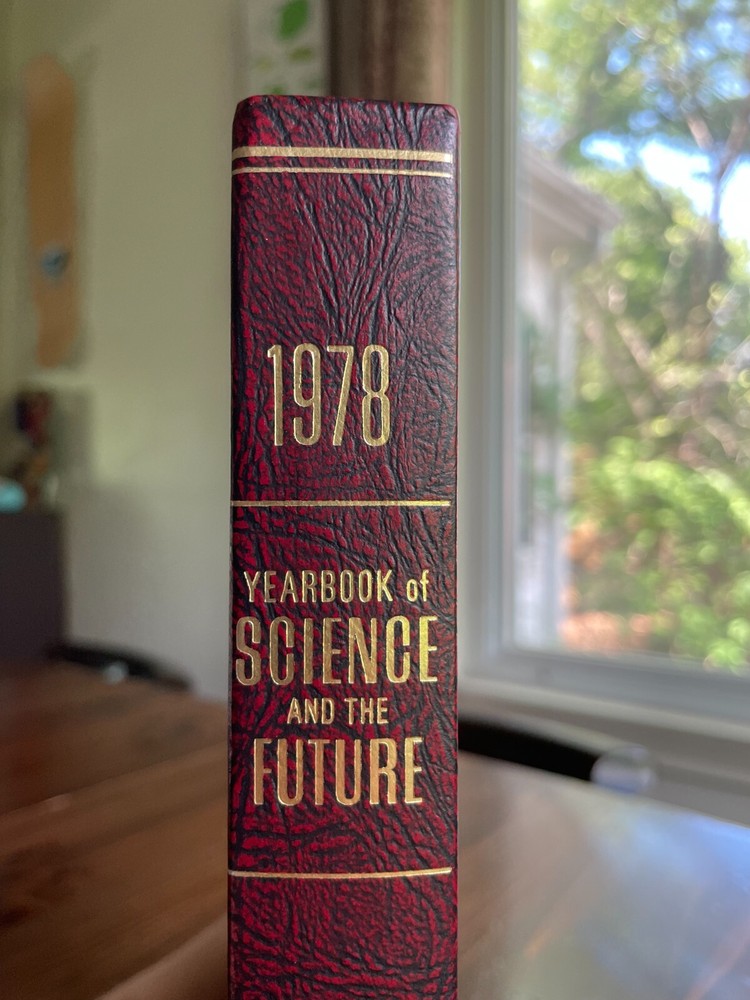 1978
YEARBOOK of
SCIENCE
AND THE
FUTURE